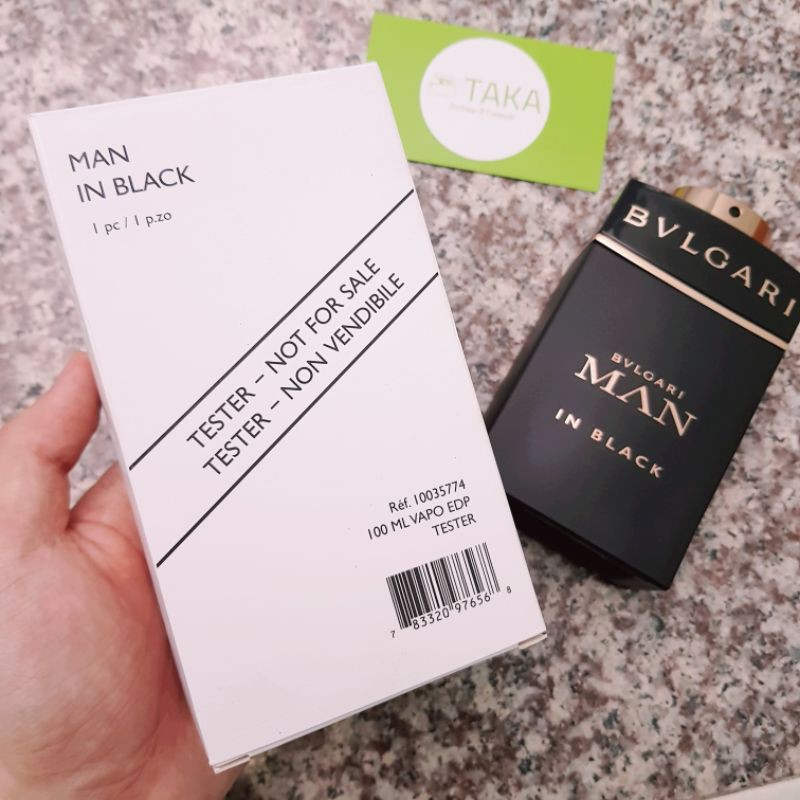 MAN
IN BLACK
1 pc / 1 p.zo
TESTER – NOT FOR SALE
TESTER – NON VENDIBILE
Réf. 10035774
100 ML VAPO EDP
TESTER
7 83320 97656 8
TAKA
BVLGARI
BVLGARI
MAN
IN BLACK